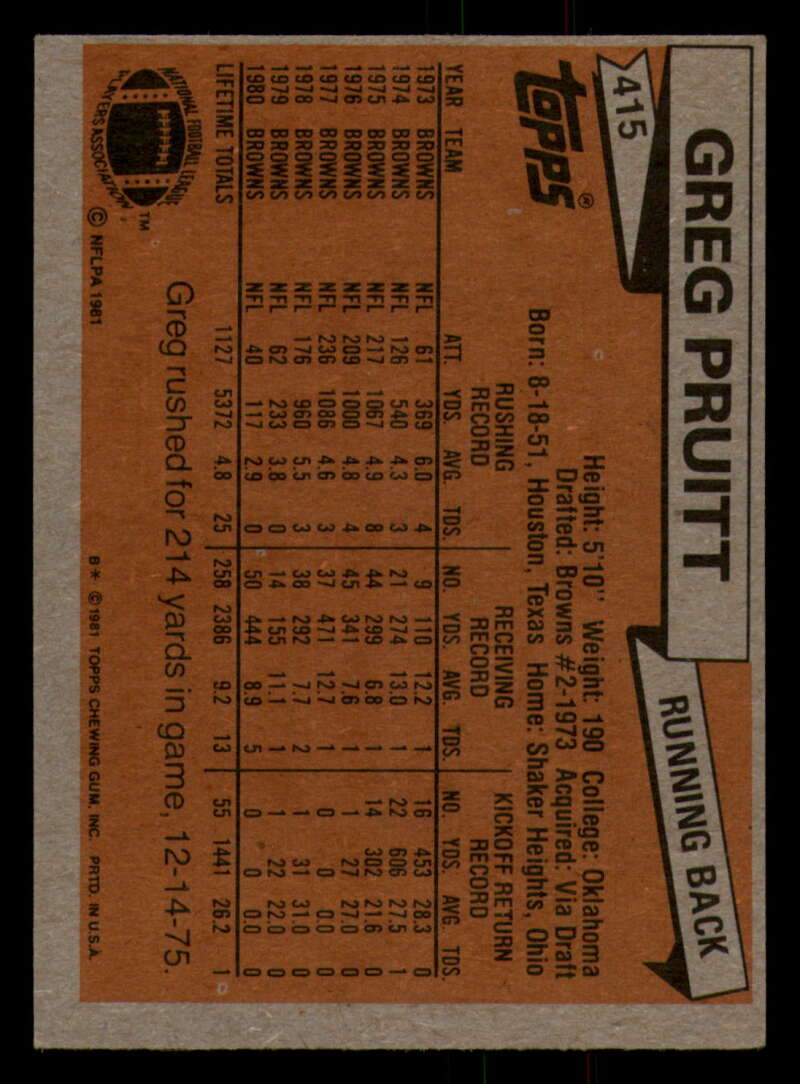 415
GREG PRUITT
RUNNING BACK
TOPPS®
Height: 5'10" Weight: 190 College: Oklahoma
Drafted: Browns #2-1973 Acquired: Via Draft
Born: 8-18-51, Houston, Texas Home: Shaker Heights, Ohio
RUSHING RECORD RECEIVING RECORD KICKOFF RETURN RECORD
YEAR TEAM ATT. YDS AVG. TDS. NO. YDS AVG. TDS. NO. YDS AVG. TDS.
1973 BROWNS NFL 61 369 6.0 4 9 110 12.2 1 16 453 28.3 0
1974 BROWNS NFL 126 540 4.3 3 21 274 13.0 1 22 606 27.5 1
1975 BROWNS NFL 217 1067 4.9 8 44 299 6.8 1 14 302 21.6 0
1976 BROWNS NFL 209 1000 4.8 4 45 341 7.6 1 1 27 27.0 0
1977 BROWNS NFL 236 1086 4.6 3 37 471 12.7 1 0 0 0.0 0
1978 BROWNS NFL 176 960 5.5 3 38 292 7.7 2 1 31 31.0 0
1979 BROWNS NFL 62 233 3.8 0 14 155 11.1 1 1 22 22.0 0
1980 BROWNS NFL 40 117 2.9 0 50 444 8.9 5 0 0 0.0 0
LIFETIME TOTALS 1127 5372 4.8 25 258 2386 9.2 13 55 1441 26.2 1
Greg rushed for 214 yards in game, 12-14-75.
NATIONAL FOOTBALL LEAGUE
PLAYERS ASSOCIATION
TM
© NFLPA 1981
B* ©1981 TOPPS CHEWING GUM, INC. PRTD. IN U.S.A.